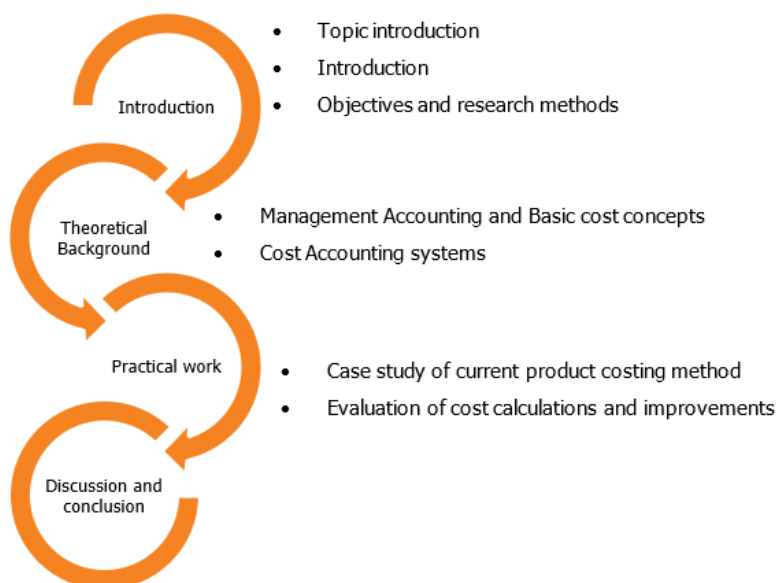 • Topic introduction
• Introduction
Introduction
• Objectives and research methods
Theoretical
Background
• Management Accounting and Basic cost concepts
• Cost Accounting systems
Practical work
• Case study of current product costing method
• Evaluation of cost calculations and improvements
Discussion and
conclusion